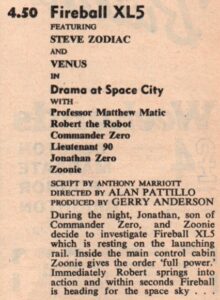 4.50 Fireball XL5
FEATURING
STEVE ZODIAC
AND
VENUS
IN
Drama at Space City
WITH
Professor Matthew Matic
Robert the Robot
Commander Zero
Lieutenant 90
Jonathan Zero
Zoonie
SCRIPT BY ANTHONY MARRIOTT
DIRECTED BY ALAN PATTILLO
PRODUCED BY GERRY ANDERSON
During the night, Jonathan, son of
Commander Zero, and Zoonie
decide to investigate Fireball XL5
which is resting on the launching
rail. Inside the main control cabin
Zoonie gives the order 'full power.'
Immediately Robert springs into
action and within seconds Fireball
is heading for the space sky . . .